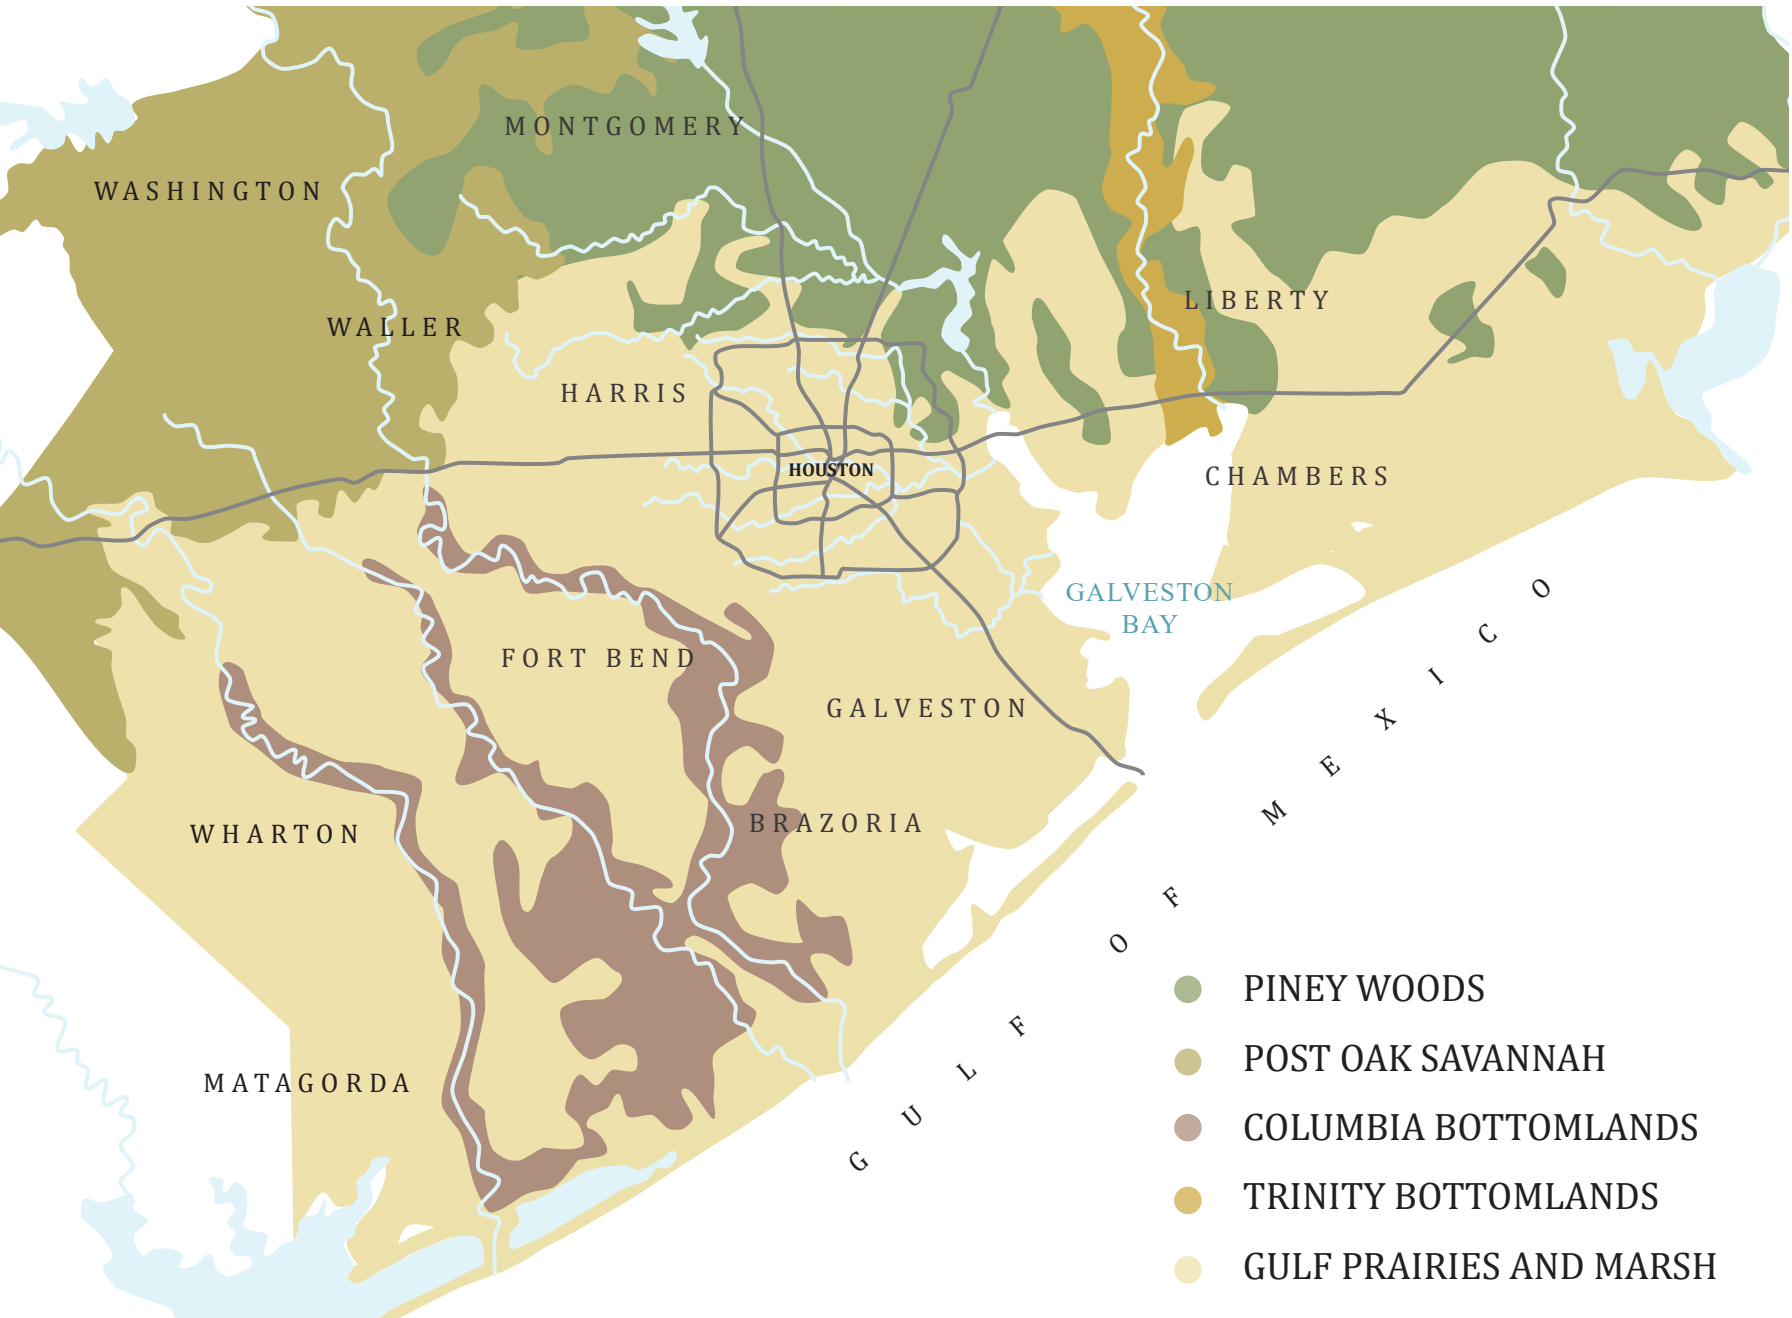 MONTGOMERY
WASHINGTON
LIBERTY
WALLER
HARRIS
HOUSTON
CHAMBERS
GALVESTON
BAY
FORT BEND
GALVESTON
BRAZORIA
WHARTON
MATAGORDA
GULF OF MEXICO
PINEY WOODS
POST OAK SAVANNAH
COLUMBIA BOTTOMLANDS
TRINITY BOTTOMLANDS
GULF PRAIRIES AND MARSH